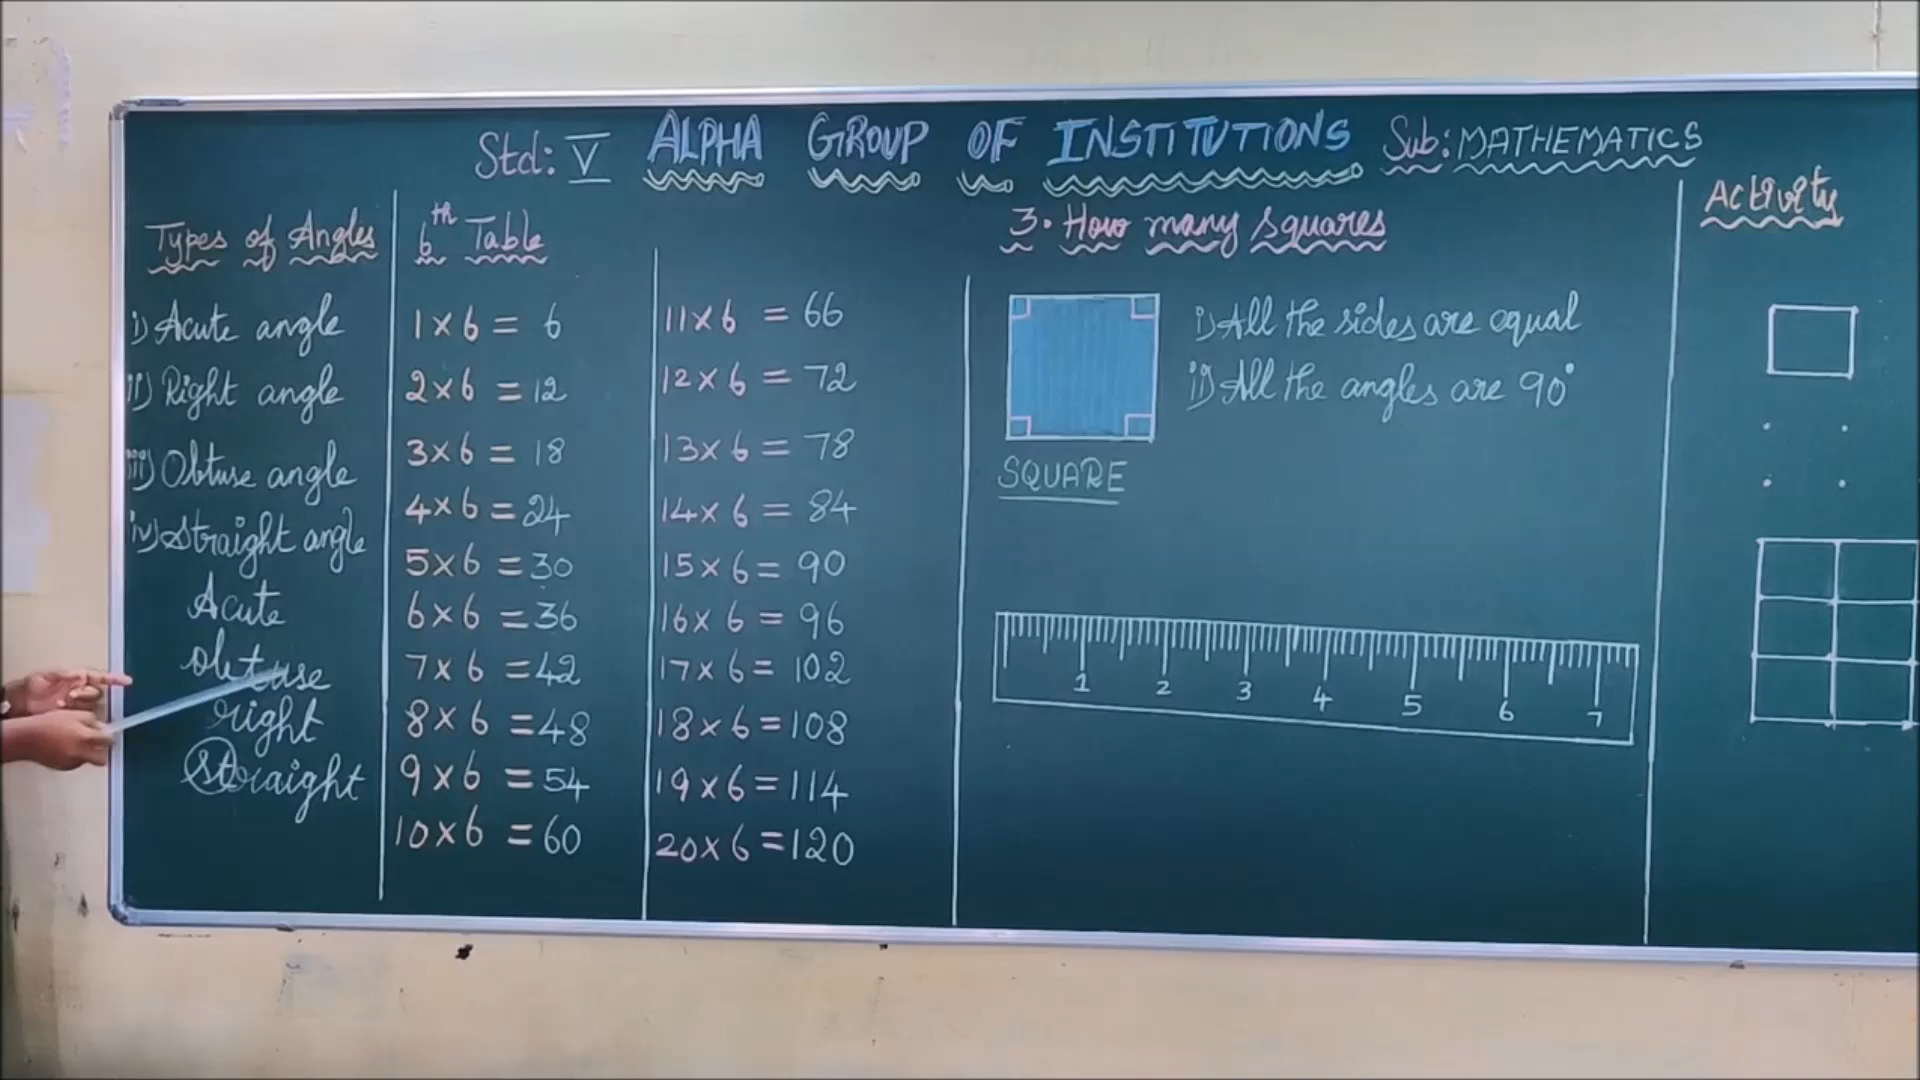 Std: V ALPHA GROUP OF INSTITUTIONS Sub: MATHEMATICS
Types of Angles
i) Acute angle
ii) Right angle
iii) Obtuse angle
iv) Straight angle
Acute
obtuse
right
straight
6th Table
1 × 6 = 6
2 × 6 = 12
3 × 6 = 18
4 × 6 = 24
5 × 6 = 30
6 × 6 = 36
7 × 6 = 42
8 × 6 = 48
9 × 6 = 54
10 × 6 = 60
11 × 6 = 66
12 × 6 = 72
13 × 6 = 78
14 × 6 = 84
15 × 6 = 90
16 × 6 = 96
17 × 6 = 102
18 × 6 = 108
19 × 6 = 114
20 × 6 = 120
3. How many squares
i) All the sides are equal
ii) All the angles are 90°
SQUARE
1 2 3 4 5 6 7
Activity